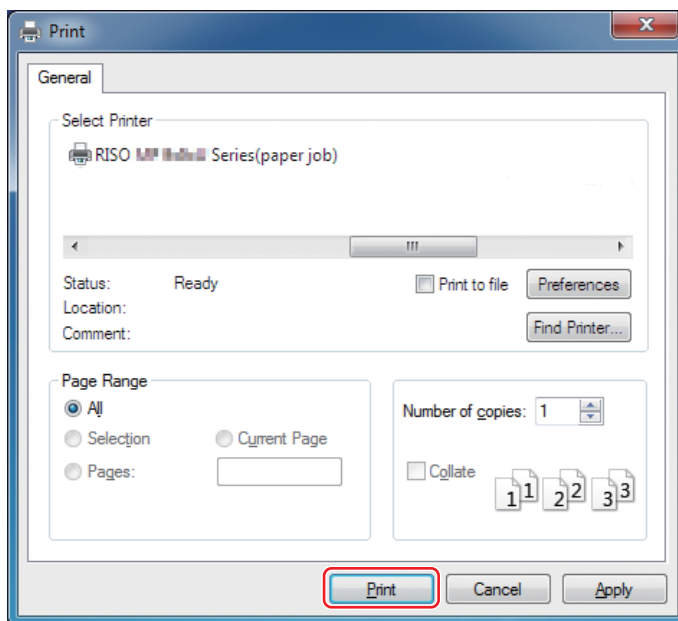 Print
General
Select Printer
RISO Series(paper job)
Status: Ready
Print to file
Preferences
Location:
Comment:
Find Printer...
Page Range
All
Selection
Current Page
Pages:
Number of copies: 1
Collate
1 1 2 2 3 3
Print
Cancel
Apply